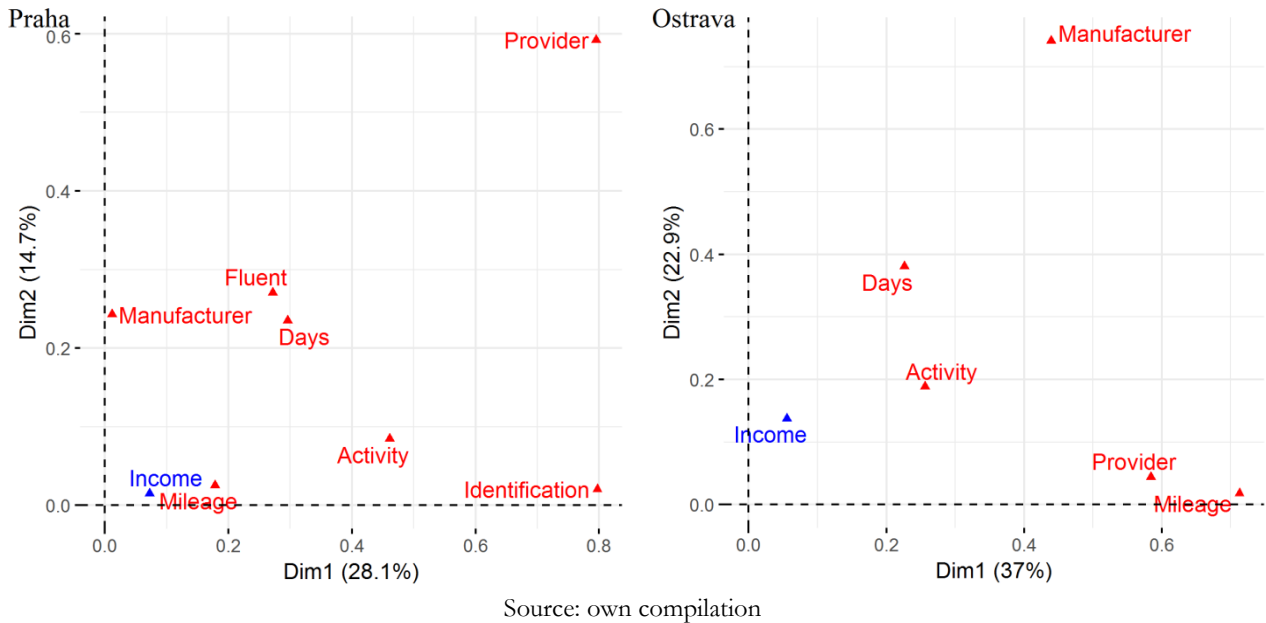 Praha
0.6
Provider
0.4
Fluent
Manufacturer
Days
0.2
Activity
Income
Identification
Mileage
0.0
0.0 0.2 0.4 0.6 0.8
Dim1 (28.1%)
Dim2 (14.7%)
Ostrava
Manufacturer
0.6
0.4
Days
Activity
0.2
Income
Provider
Mileage
0.0
0.0 0.2 0.4 0.6
Dim1 (37%)
Dim2 (22.9%)
Source: own compilation